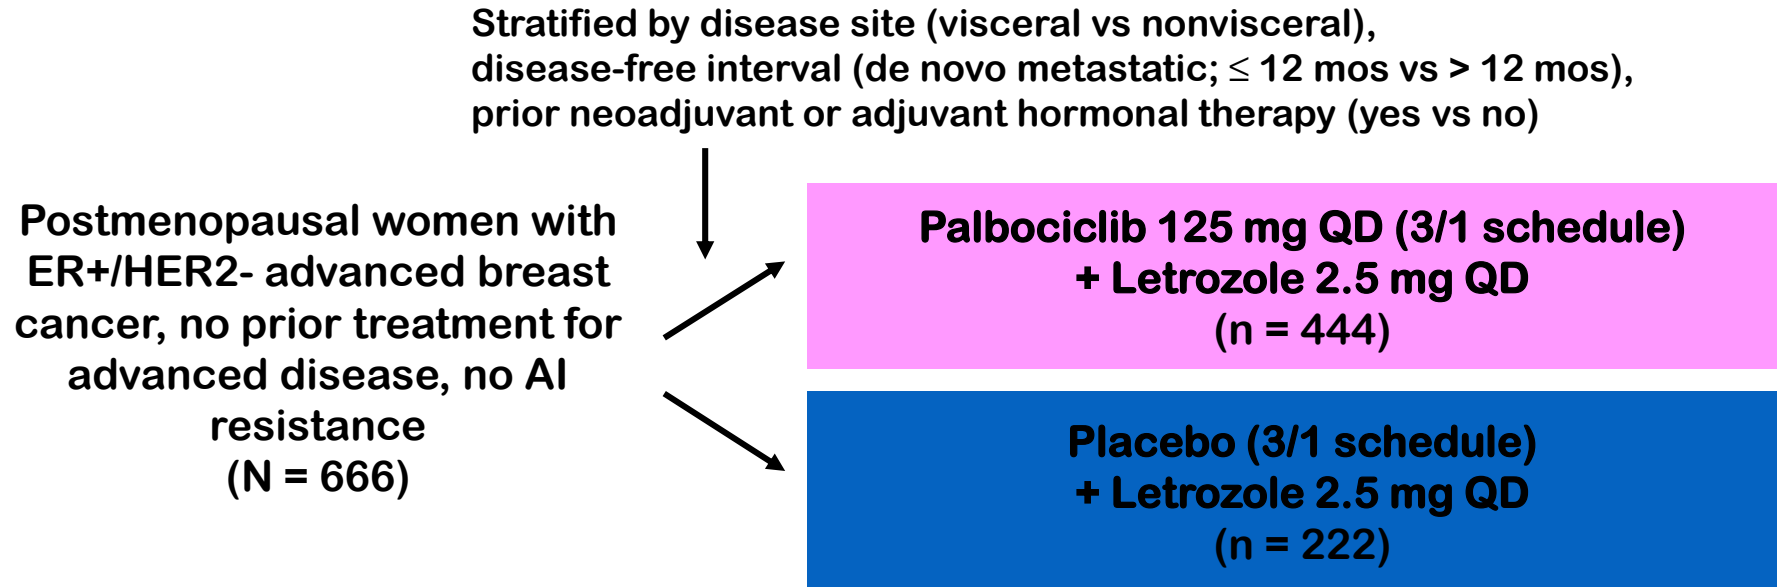 Stratified by disease site (visceral vs nonvisceral),
disease-free interval (de novo metastatic; ≤ 12 mos vs > 12 mos),
prior neoadjuvant or adjuvant hormonal therapy (yes vs no)
Postmenopausal women with
ER+/HER2- advanced breast
cancer, no prior treatment for
advanced disease, no AI
resistance
(N = 666)
Palbociclib 125 mg QD (3/1 schedule)
+ Letrozole 2.5 mg QD
(n = 444)
Placebo (3/1 schedule)
+ Letrozole 2.5 mg QD
(n = 222)